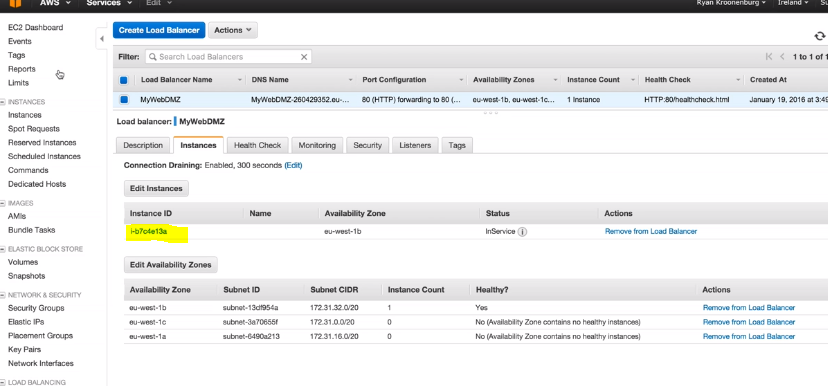 AWS Services Edit Ryan Kroonenburg Ireland
EC2 Dashboard
Events
Tags
Reports
Limits
INSTANCES
Instances
Spot Requests
Reserved Instances
Scheduled Instances
Commands
Dedicated Hosts
IMAGES
AMIs
Bundle Tasks
ELASTIC BLOCK STORE
Volumes
Snapshots
NETWORK & SECURITY
Security Groups
Elastic IPs
Placement Groups
Key Pairs
Network Interfaces
LOAD BALANCING
Create Load Balancer Actions
Filter: Search Load Balancers 1 to 1 of 1
Load Balancer Name DNS Name Port Configuration Availability Zones Instance Count Health Check Created At
MyWebDMZ MyWebDMZ-260429352.eu-... 80 (HTTP) forwarding to 80 (... eu-west-1b, eu-west-1c... 1 Instance HTTP:80/healthcheck.html January 19, 2016 at 3:49
Load balancer: MyWebDMZ
Description Instances Health Check Monitoring Security Listeners Tags
Connection Draining: Enabled, 300 seconds (Edit)
Edit Instances
Instance ID Name Availability Zone Status Actions
i-b7c4e13a eu-west-1b InService Remove from Load Balancer
Edit Availability Zones
Availability Zone Subnet ID Subnet CIDR Instance Count Healthy? Actions
eu-west-1b subnet-13df954a 172.31.32.0/20 1 Yes Remove from Load Balancer
eu-west-1c subnet-3a70655f 172.31.0.0/20 0 No (Availability Zone contains no healthy instances) Remove from Load Balancer
eu-west-1a subnet-6490a213 172.31.16.0/20 0 No (Availability Zone contains no healthy instances) Remove from Load Balancer